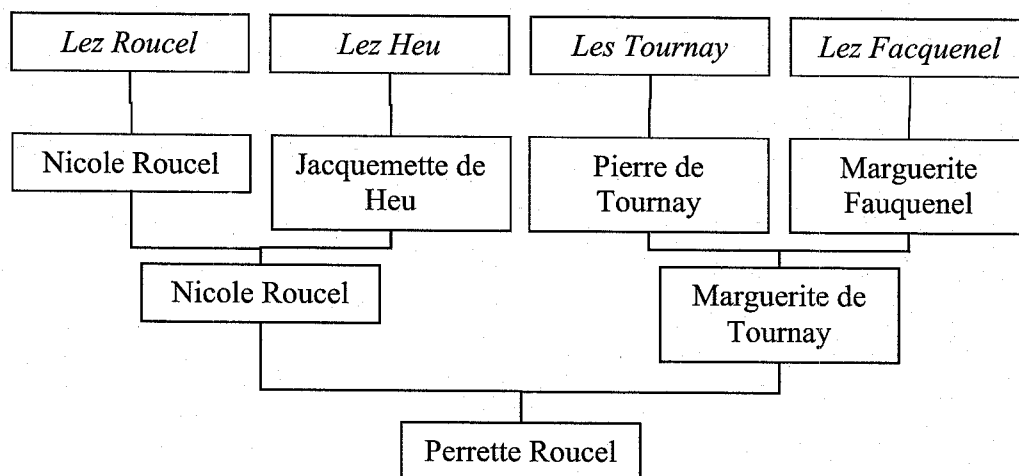 Lez Roucel
Lez Heu
Les Tournay
Lez Facquenel
Nicole Roucel
Jacquemette de
Heu
Pierre de
Tournay
Marguerite
Fauquenel
Nicole Roucel
Marguerite de
Tournay
Perrette Roucel